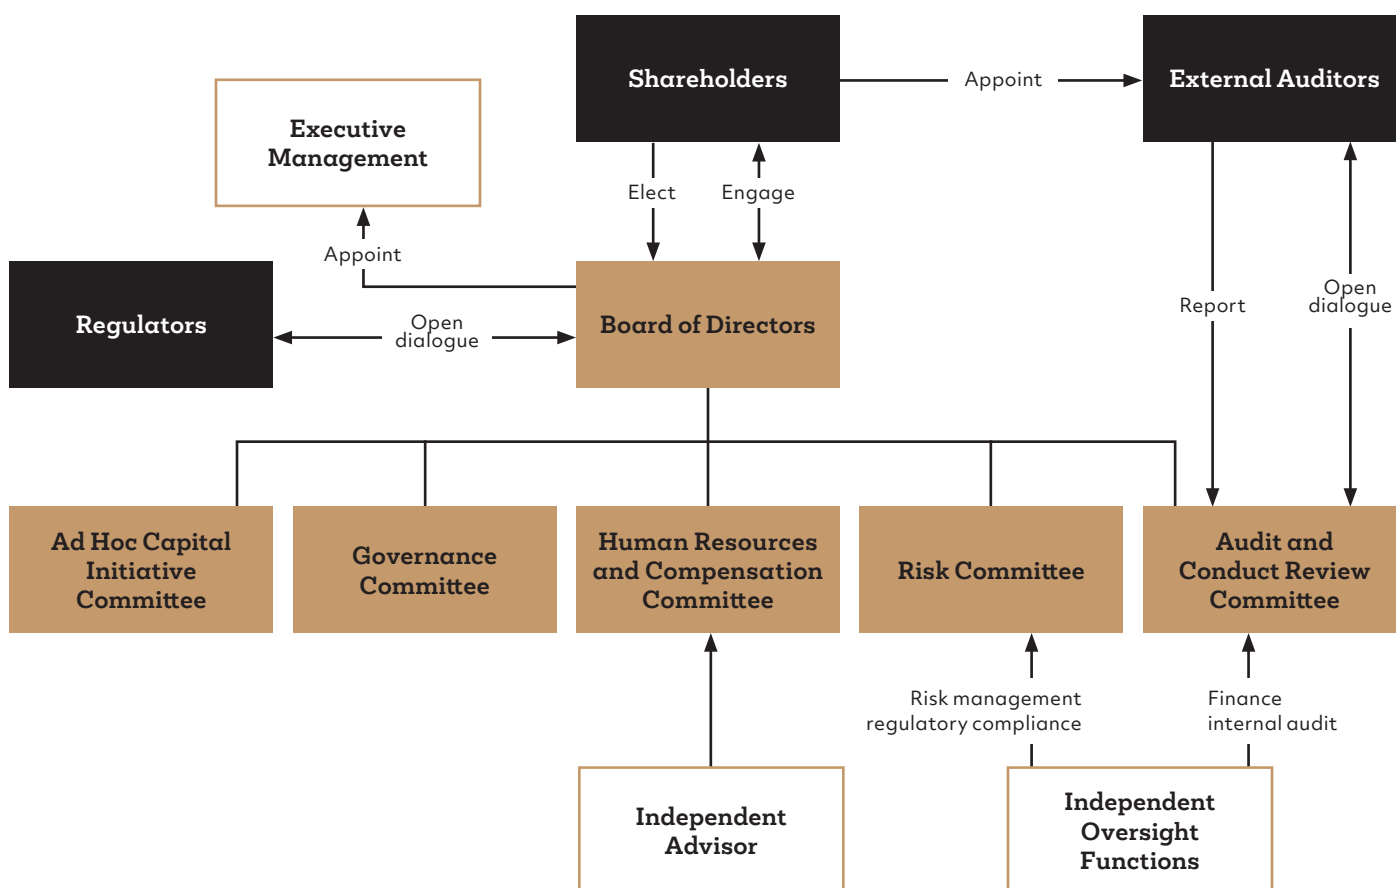 Shareholders
Appoint
External Auditors
Executive
Management
Elect
Engage
Appoint
Regulators
Open
dialogue
Board of Directors
Report
Open
dialogue
Ad Hoc Capital
Initiative
Committee
Governance
Committee
Human Resources
and Compensation
Committee
Risk Committee
Audit and
Conduct Review
Committee
Risk management
regulatory compliance
Finance
internal audit
Independent
Advisor
Independent
Oversight
Functions